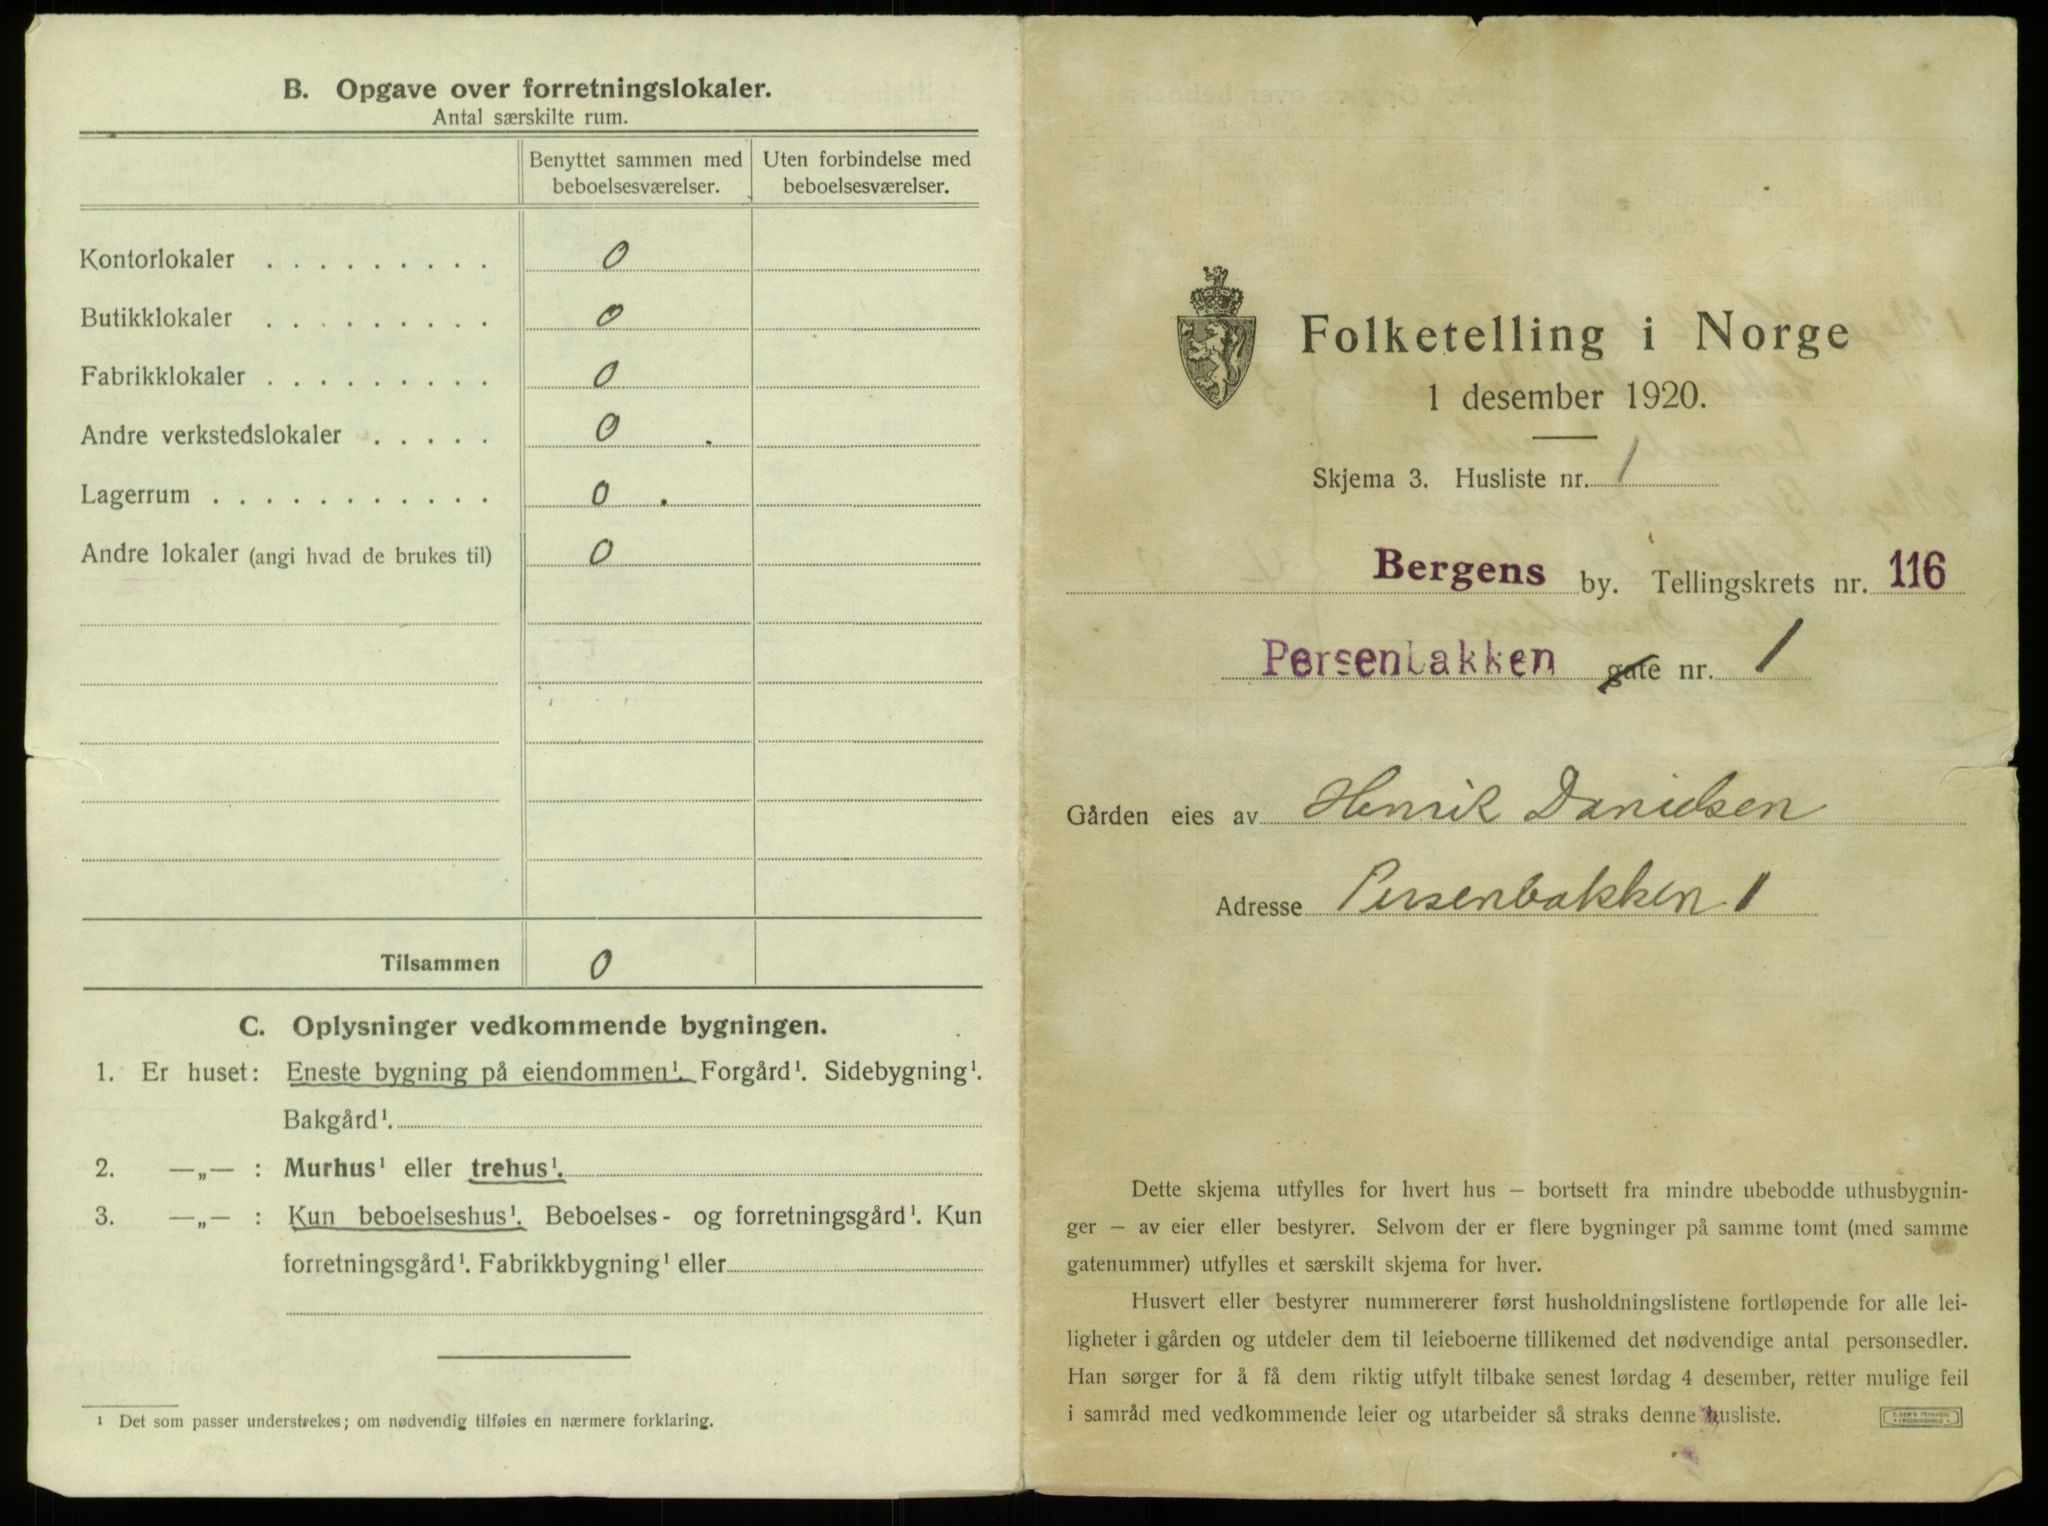 B. Opgave over forretningslokaler.
Antal særskilte rum.
Benyttet sammen med beboelsesværelser.
Uten forbindelse med beboelsesværelser.
Kontorlokaler . . . . . . . . . 0
Butikklokaler . . . . . . . . . 0
Fabrikklokaler . . . . . . . . . 0
Andre verkstedslokaler . . . . . 0
Lagerrum . . . . . . . . . . . 0
Andre lokaler (angi hvad de brukes til) 0
Tilsammen 0
C. Oplysninger vedkommende bygningen.
1. Er huset: Eneste bygning på eiendommen¹. Forgård¹. Sidebygning¹.
Bakgård¹.
2. —„— : Murhus¹ eller trehus¹.
3. —„— : Kun beboelseshus¹. Beboelses- og forretningsgård¹. Kun
forretningsgård¹. Fabrikkbygning¹ eller
¹ Det som passer understrekes; om nødvendig tilføies en nærmere forklaring.
Folketelling i Norge
1 desember 1920.
Skjema 3. Husliste nr. 1
Bergens by. Tellingskrets nr. 116
Persenbakken gate nr. 1
Gården eies av Henrik Danielsen
Adresse Persenbakken 1
Dette skjema utfylles for hvert hus – bortsett fra mindre ubebodde uthusbygnin-
ger – av eier eller bestyrer. Selvom der er flere bygninger på samme tomt (med samme
gatenummer) utfylles et særskilt skjema for hver.
Husvert eller bestyrer nummererer først husholdningslistene fortløpende for alle lei-
ligheter i gården og utdeler dem til leieboerne tillikemed det nødvendige antal personsedler.
Han sørger for å få dem riktig utfylt tilbake senest lørdag 4 desember, retter mulige feil
i samråd med vedkommende leier og utarbeider så straks denne husliste.